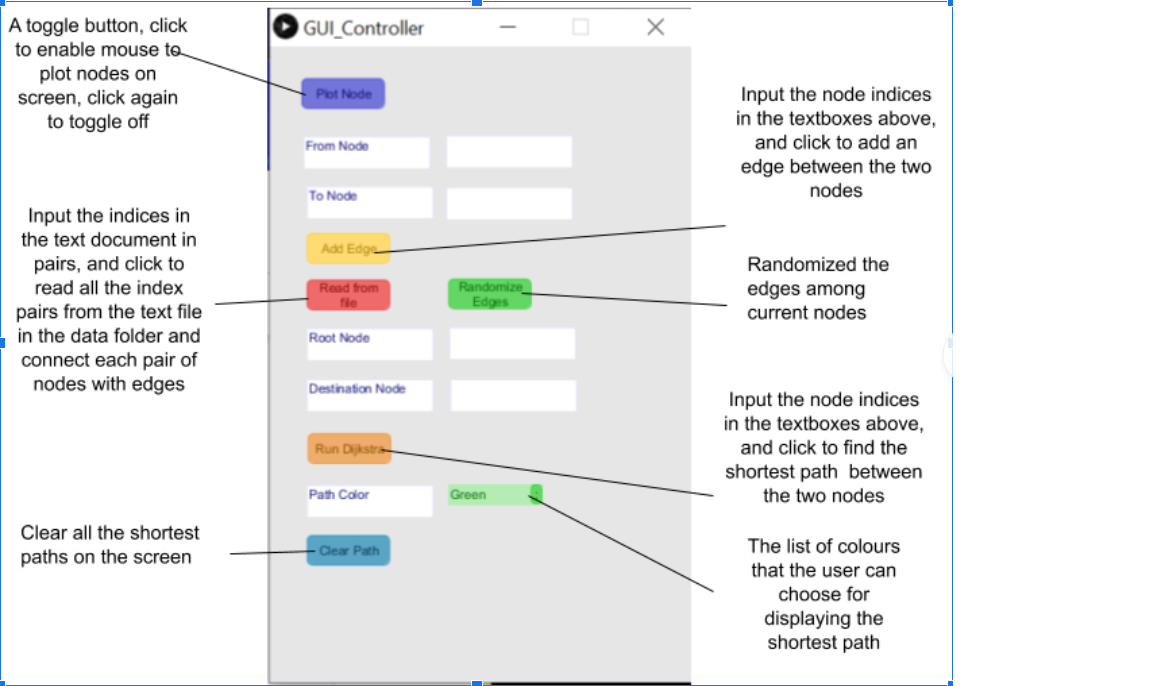 A toggle button, click
to enable mouse to
plot nodes on
screen, click again
to toggle off
Input the indices in
the text document in
pairs, and click to
read all the index
pairs from the text file
in the data folder and
connect each pair of
nodes with edges
Clear all the shortest
paths on the screen
GUI_Controller
Plot Node
From Node
To Node
Add Edge
Read from
file
Randomize
Edges
Root Node
Destination Node
Run Dijkstra
Path Color
Green
Clear Path
Input the node indices
in the textboxes above,
and click to add an
edge between the two
nodes
Randomized the
edges among
current nodes
Input the node indices
in the textboxes above,
and click to find the
shortest path between
the two nodes
The list of colours
that the user can
choose for
displaying the
shortest path